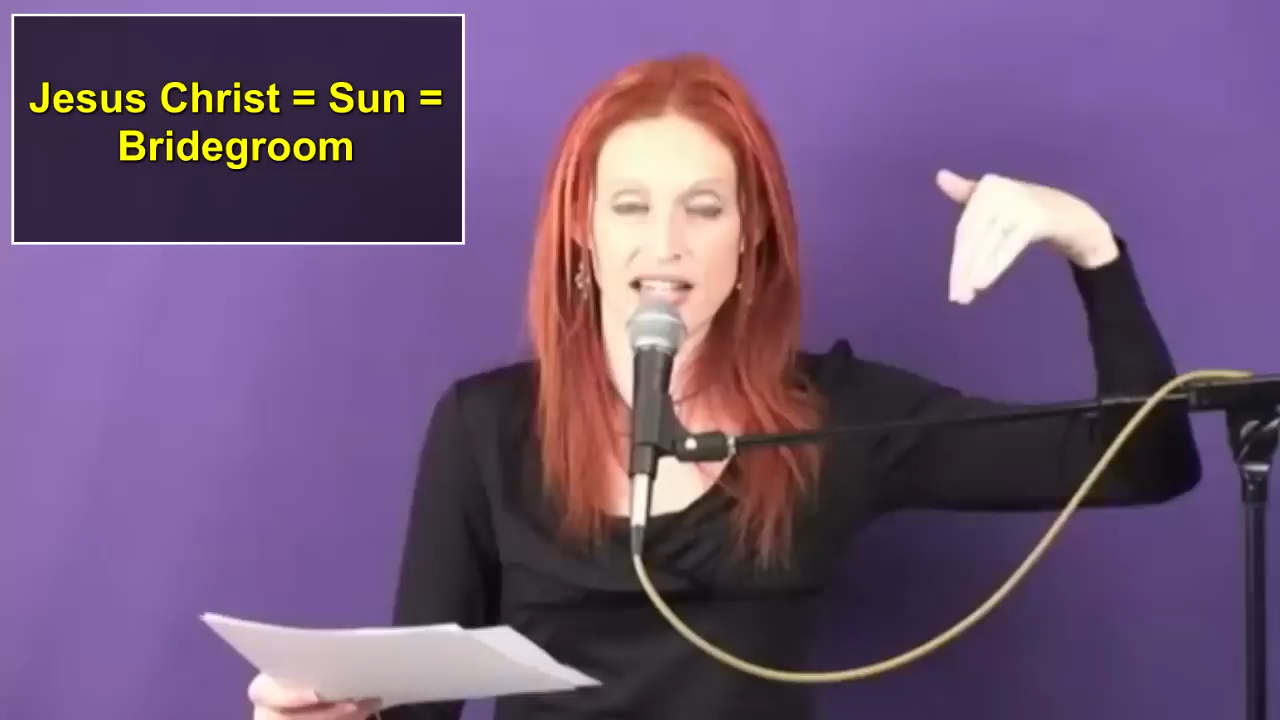 Jesus Christ = Sun =
Bridegroom